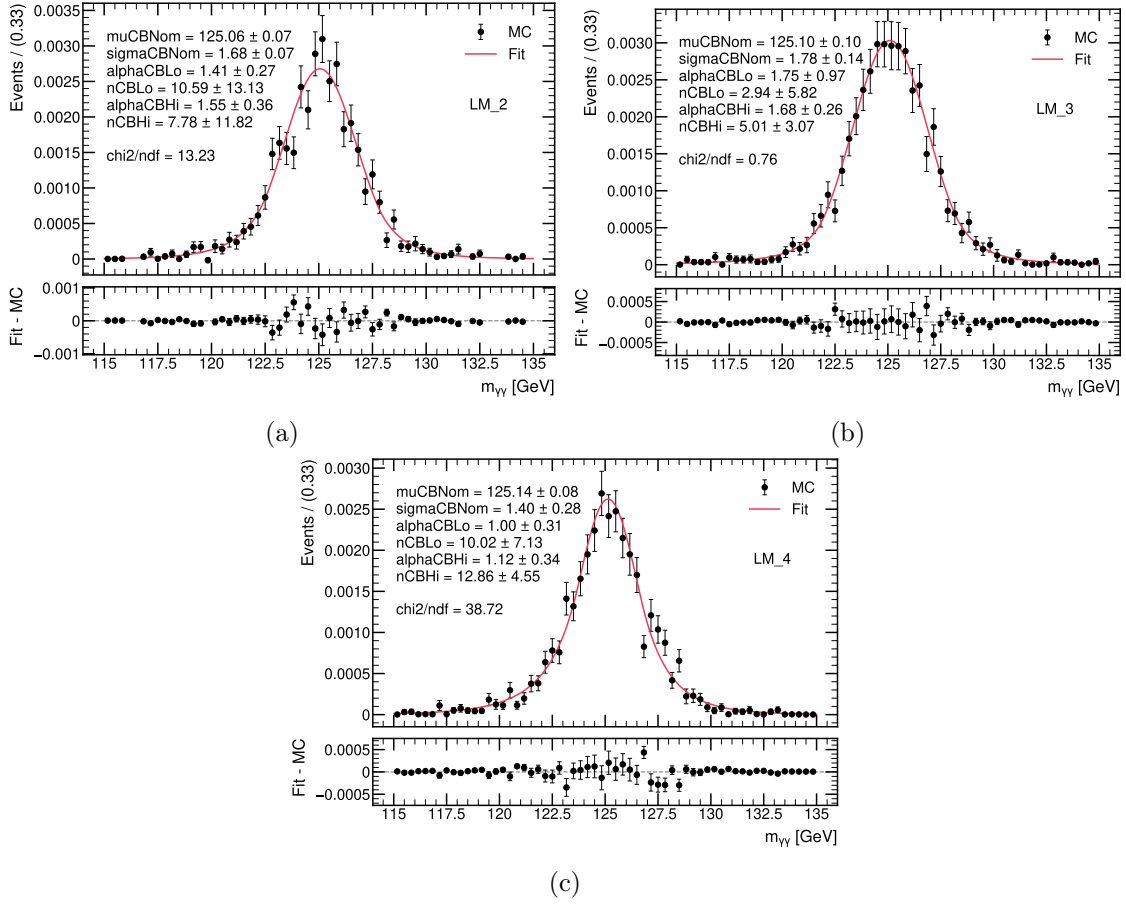 Events / (0.33)
0.0035
0.0030
0.0025
0.0020
0.0015
0.0010
0.0005
0
muCBNom = 125.06 ± 0.07
sigmaCBNom = 1.68 ± 0.07
alphaCBLo = 1.41 ± 0.27
nCBLo = 10.59 ± 13.13
alphaCBHi = 1.55 ± 0.36
nCBHi = 7.78 ± 11.82
chi2/ndf = 13.23
MC
Fit
LM_2
Fit - MC
0.001
0
−0.001
115 117.5 120 122.5 125 127.5 130 132.5 135
mγγ [GeV]
(a)
Events / (0.33)
0.0030
0.0025
0.0020
0.0015
0.0010
0.0005
0
muCBNom = 125.10 ± 0.10
sigmaCBNom = 1.78 ± 0.14
alphaCBLo = 1.75 ± 0.97
nCBLo = 2.94 ± 5.82
alphaCBHi = 1.68 ± 0.26
nCBHi = 5.01 ± 3.07
chi2/ndf = 0.76
MC
Fit
LM_3
Fit - MC
0.0005
0
−0.0005
115 117.5 120 122.5 125 127.5 130 132.5 135
mγγ [GeV]
(b)
Events / (0.33)
0.0030
0.0025
0.0020
0.0015
0.0010
0.0005
0
muCBNom = 125.14 ± 0.08
sigmaCBNom = 1.40 ± 0.28
alphaCBLo = 1.00 ± 0.31
nCBLo = 10.02 ± 7.13
alphaCBHi = 1.12 ± 0.34
nCBHi = 12.86 ± 4.55
chi2/ndf = 38.72
MC
Fit
LM_4
Fit - MC
0.0005
0
−0.0005
115 117.5 120 122.5 125 127.5 130 132.5 135
mγγ [GeV]
(c)